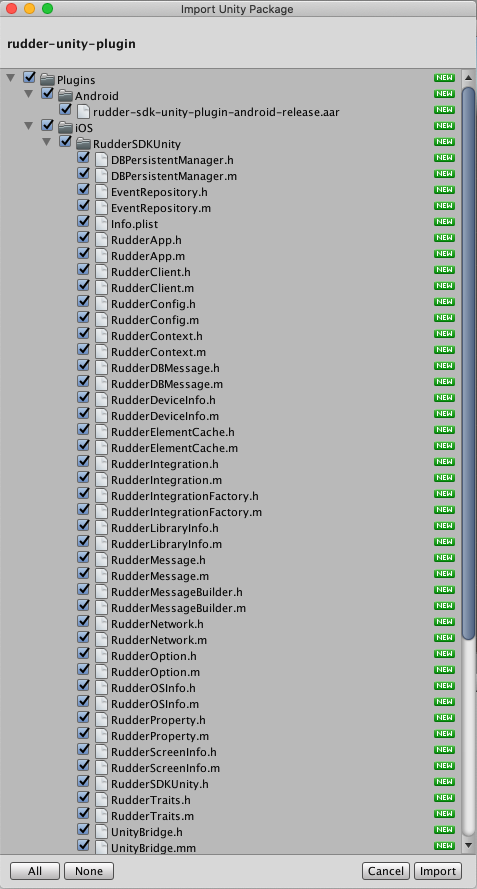 Import Unity Package
rudder-unity-plugin
Plugins NEW
Android NEW
rudder-sdk-unity-plugin-android-release.aar NEW
iOS NEW
RudderSDKUnity NEW
DBPersistentManager.h NEW
DBPersistentManager.m NEW
EventRepository.h NEW
EventRepository.m NEW
Info.plist NEW
RudderApp.h NEW
RudderApp.m NEW
RudderClient.h NEW
RudderClient.m NEW
RudderConfig.h NEW
RudderConfig.m NEW
RudderContext.h NEW
RudderContext.m NEW
RudderDBMessage.h NEW
RudderDBMessage.m NEW
RudderDeviceInfo.h NEW
RudderDeviceInfo.m NEW
RudderElementCache.h NEW
RudderElementCache.m NEW
RudderIntegration.h NEW
RudderIntegration.m NEW
RudderIntegrationFactory.h NEW
RudderIntegrationFactory.m NEW
RudderLibraryInfo.h NEW
RudderLibraryInfo.m NEW
RudderMessage.h NEW
RudderMessage.m NEW
RudderMessageBuilder.h NEW
RudderMessageBuilder.m NEW
RudderNetwork.h NEW
RudderNetwork.m NEW
RudderOption.h NEW
RudderOption.m NEW
RudderOSInfo.h NEW
RudderOSInfo.m NEW
RudderProperty.h NEW
RudderProperty.m NEW
RudderScreenInfo.h NEW
RudderScreenInfo.m NEW
RudderSDKUnity.h NEW
RudderTraits.h NEW
RudderTraits.m NEW
UnityBridge.h NEW
UnityBridge.mm NEW
All None Cancel Import